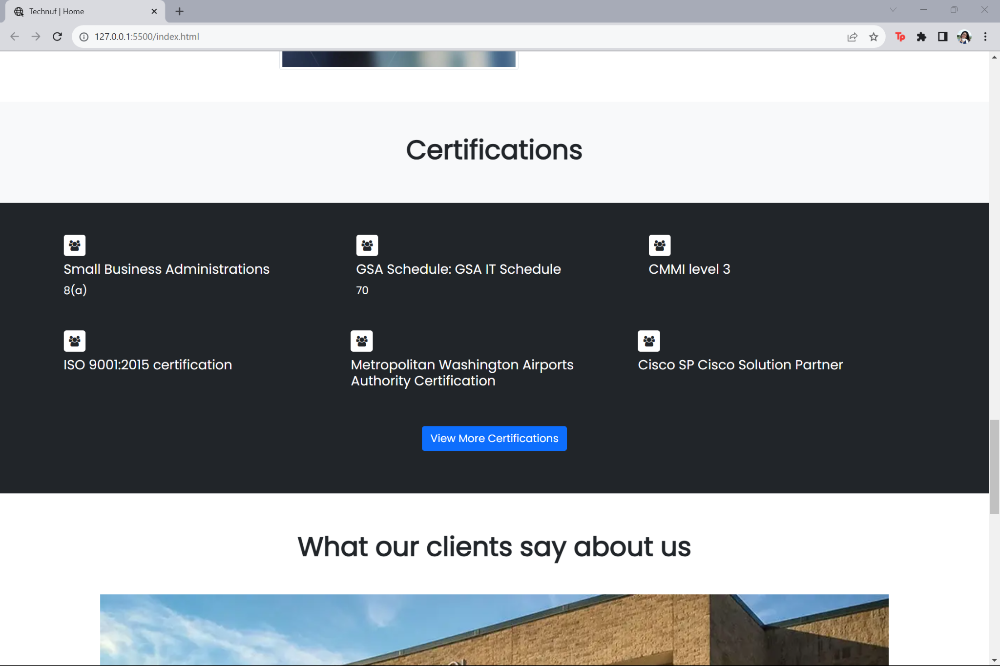 Technuf | Home
127.0.0.1:5500/index.html
Tp
Certifications
Small Business Administrations
8(a)
GSA Schedule: GSA IT Schedule
70
CMMI level 3
ISO 9001:2015 certification
Metropolitan Washington Airports
Authority Certification
Cisco SP Cisco Solution Partner
View More Certifications
What our clients say about us